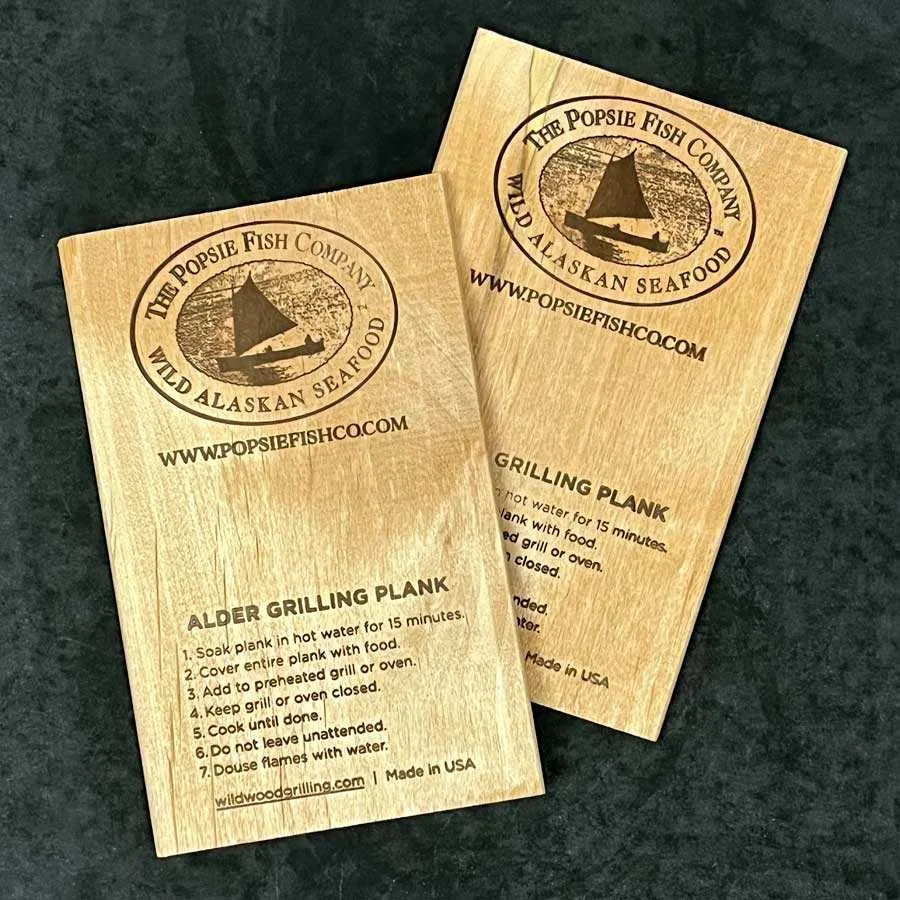 THE POPSIE FISH COMPANY
WILD ALASKAN SEAFOOD
WWW.POPSIEFISHCO.COM
ALDER GRILLING PLANK
1. Soak plank in hot water for 15 minutes.
2. Cover entire plank with food.
3. Add to preheated grill or oven.
4. Keep grill or oven closed.
5. Cook until done.
6. Do not leave unattended.
7. Douse flames with water.
wildwoodgrilling.com | Made in USA
THE POPSIE FISH COMPANY
WILD ALASKAN SEAFOOD
WWW.POPSIEFISHCO.COM
GRILLING PLANK
hot water for 15 minutes.
with food.
grill or oven.
closed.
Made in USA